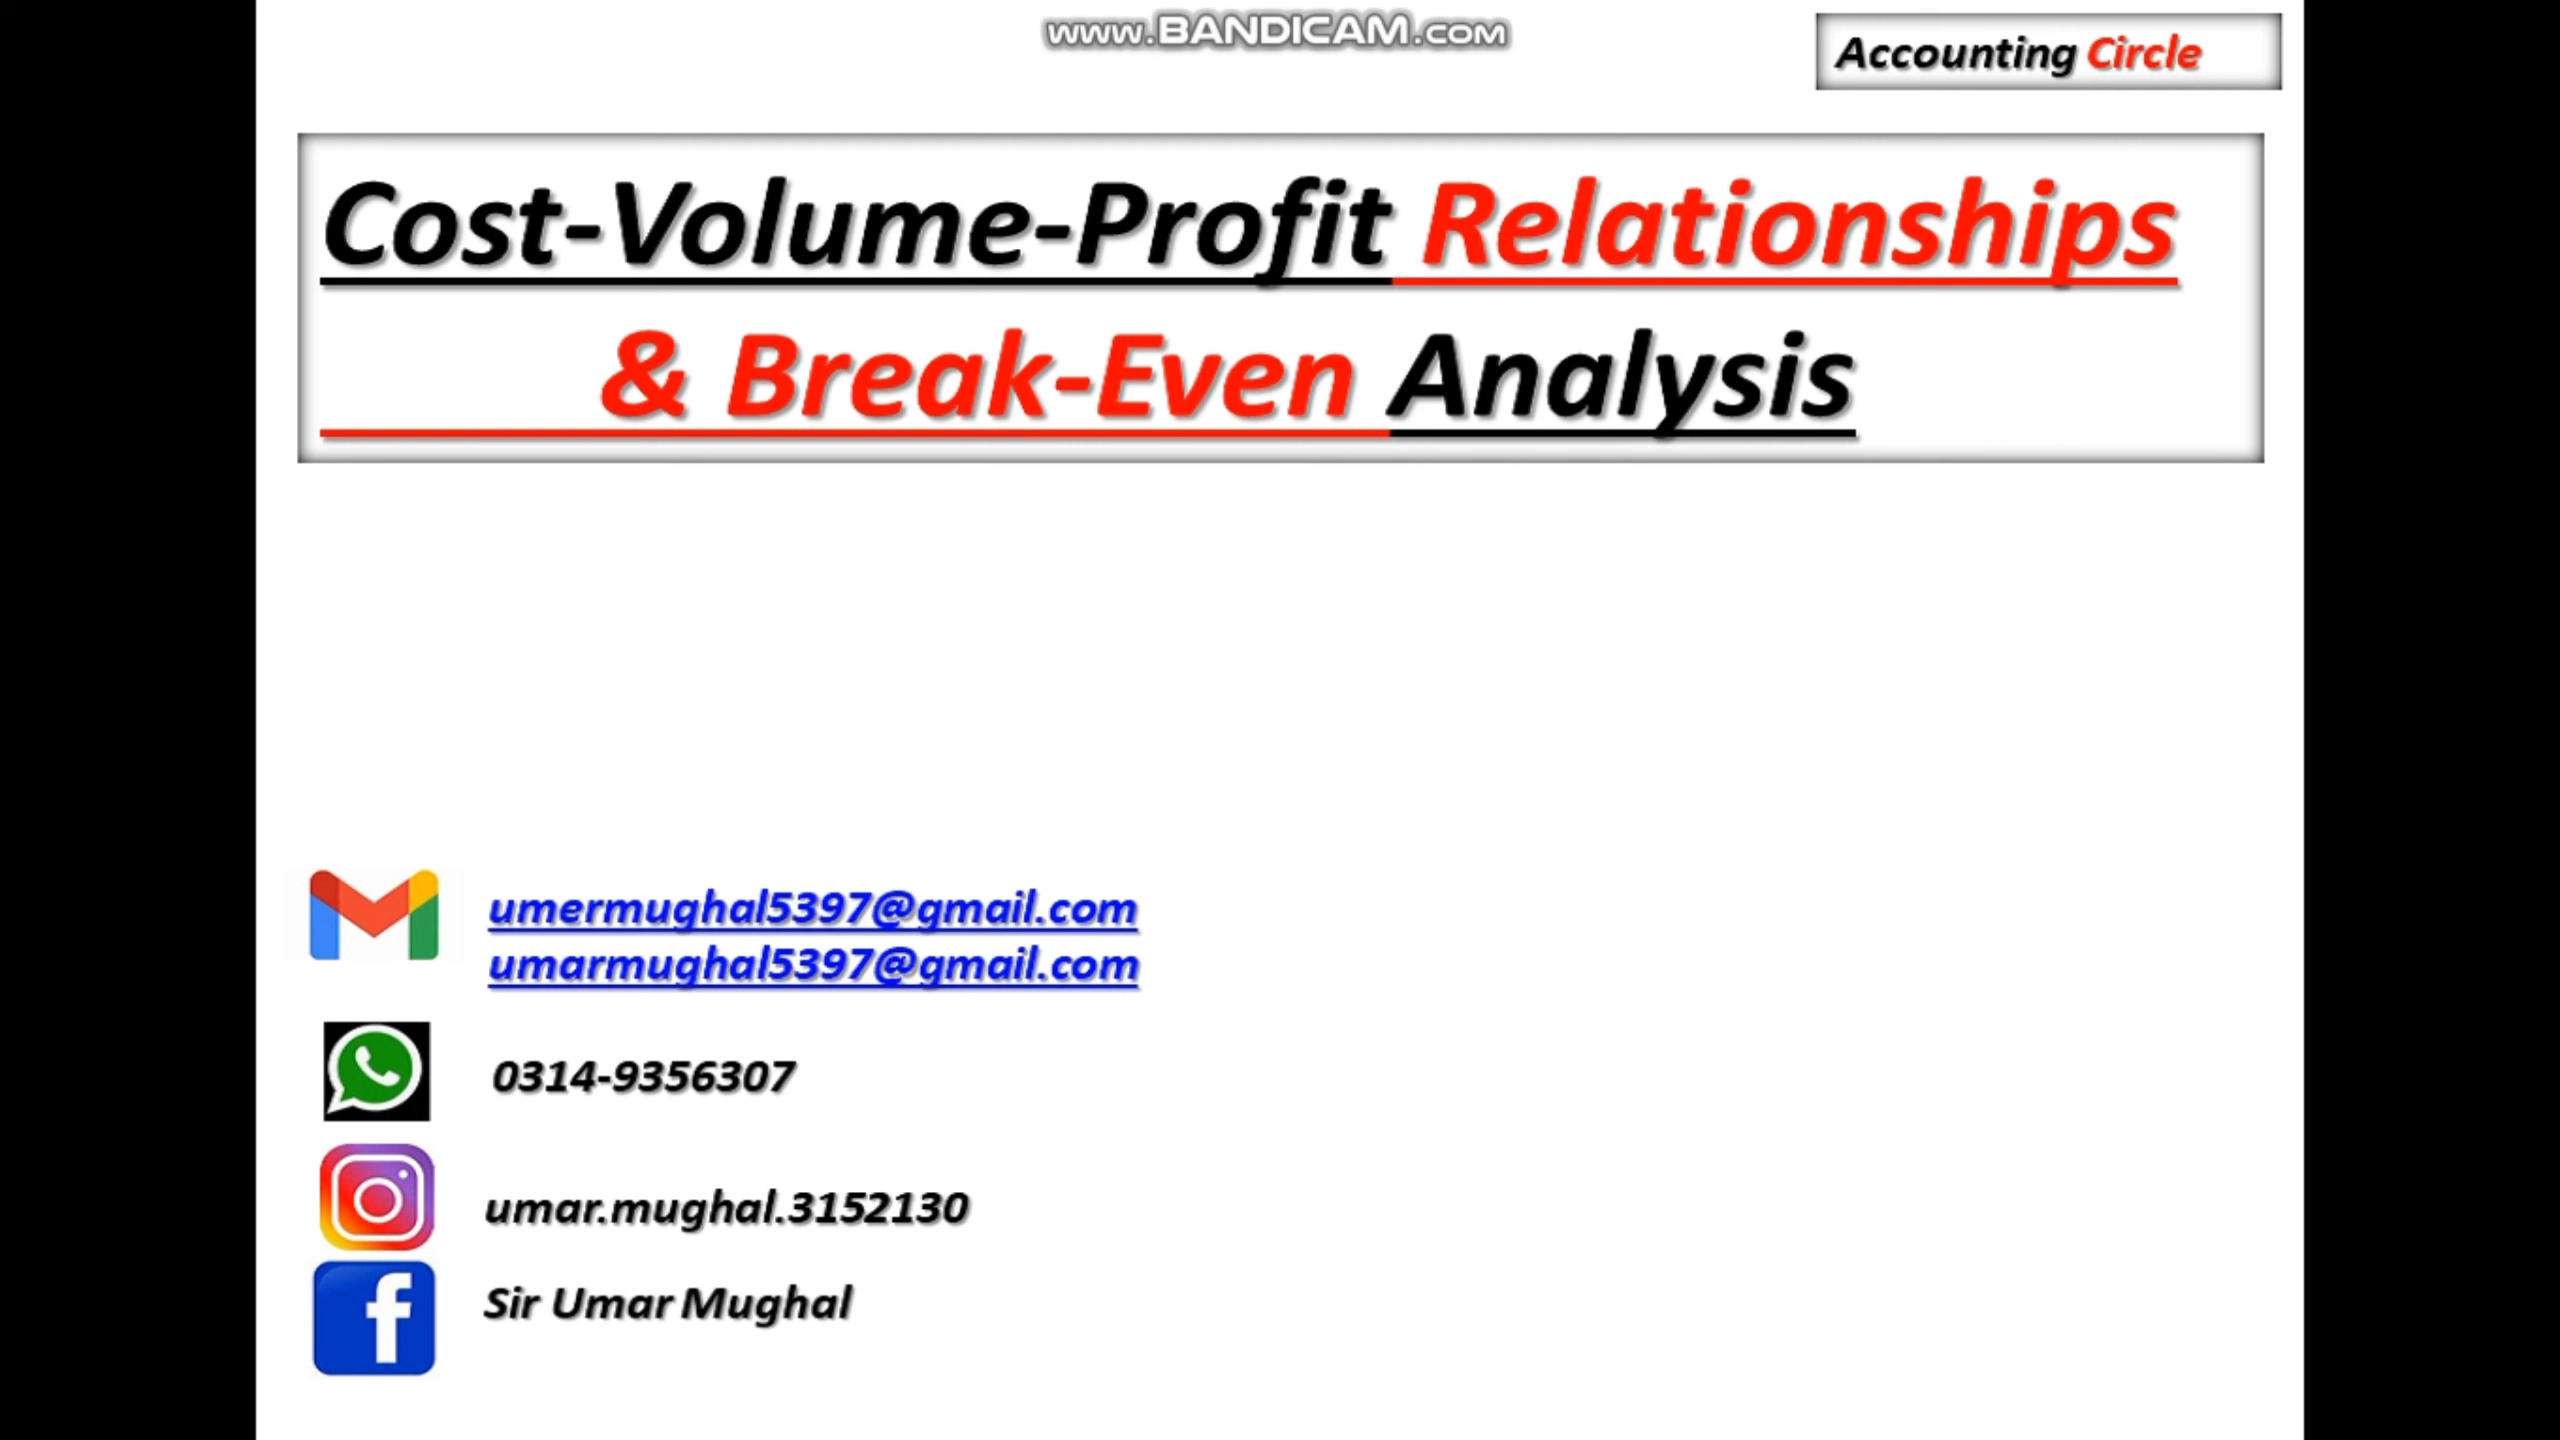 www.BANDICAM.com
Accounting Circle
Cost-Volume-Profit Relationships
& Break-Even Analysis
umermughal5397@gmail.com
umarmughal5397@gmail.com
0314-9356307
umar.mughal.3152130
Sir Umar Mughal